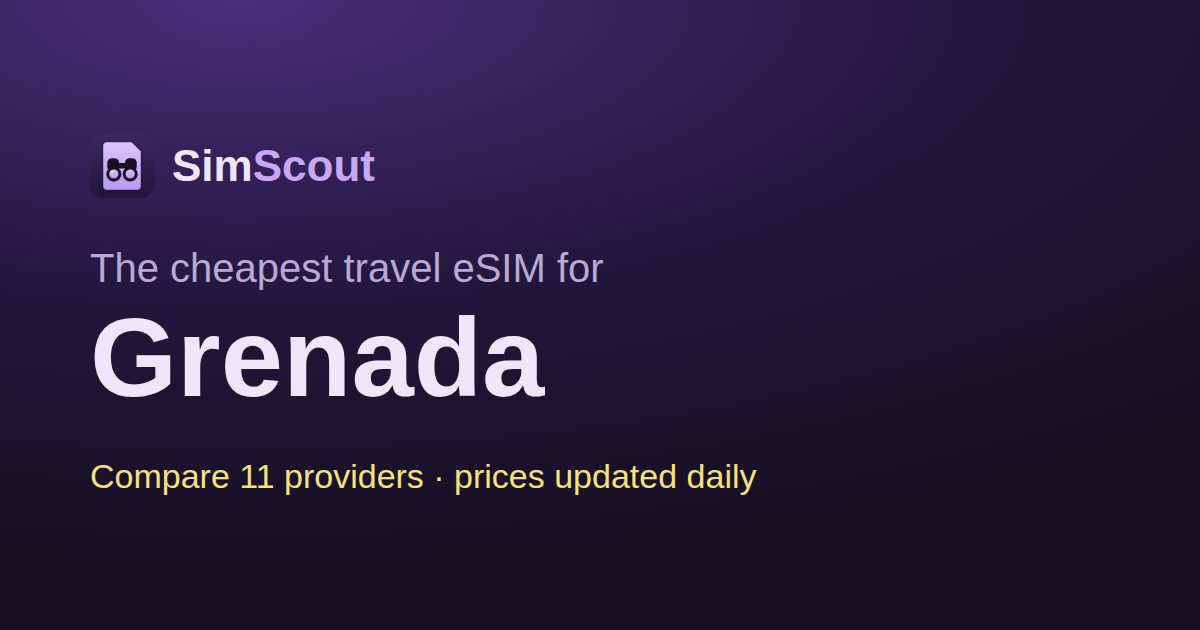 SimScout
The cheapest travel eSIM for
Grenada
Compare 11 providers · prices updated daily